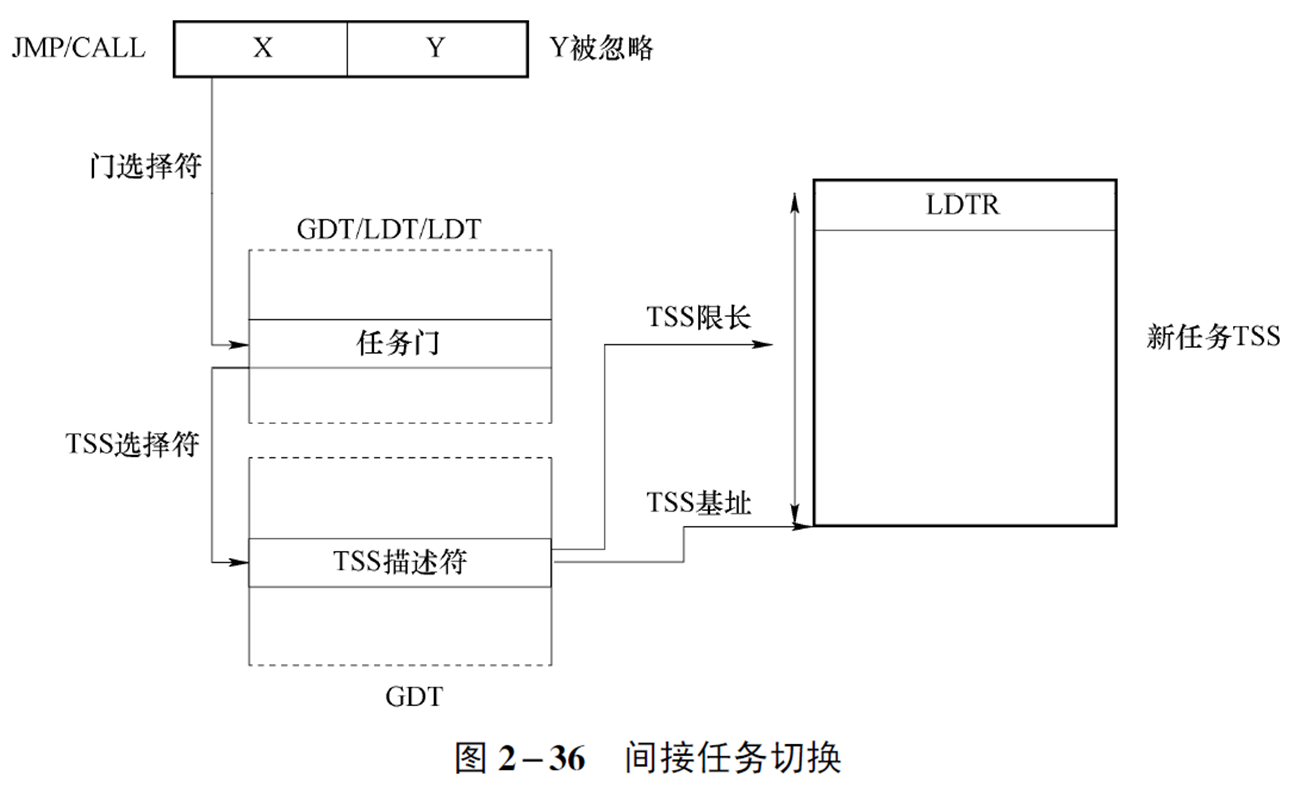 JMP/CALL X Y Y被忽略
门选择符
GDT/LDT/LDT
LDTR
TSS限长
任务门
新任务TSS
TSS选择符
TSS基址
TSS描述符
GDT
图 2-36 间接任务切换